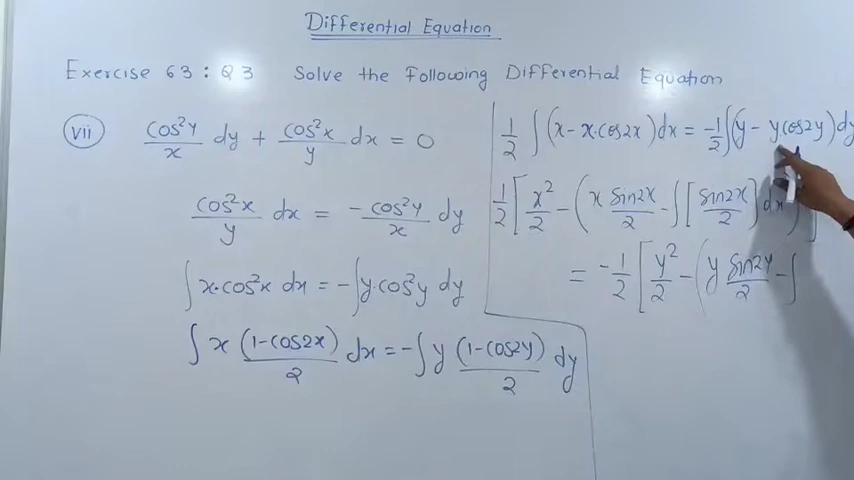 Differential Equation
Exercise 63 : Q3 Solve the Following Differential Equation
vii cos²y/x dy + cos²x/y dx = 0
cos²x/y dx = - cos²y/x dy
∫ x·cos²x dx = -∫ y·cos²y dy
∫ x (1-cos2x)/2 dx = -∫ y (1-cos2y)/2 dy
1/2 ∫ (x - x·cos2x) dx = -1/2 ∫ (y - y·cos2y) dy
1/2 [ x²/2 - ( x sin2x/2 - ∫ [ sin2x/2 ] dx ) ]
= -1/2 [ y²/2 - ( y sin2y/2 - ∫